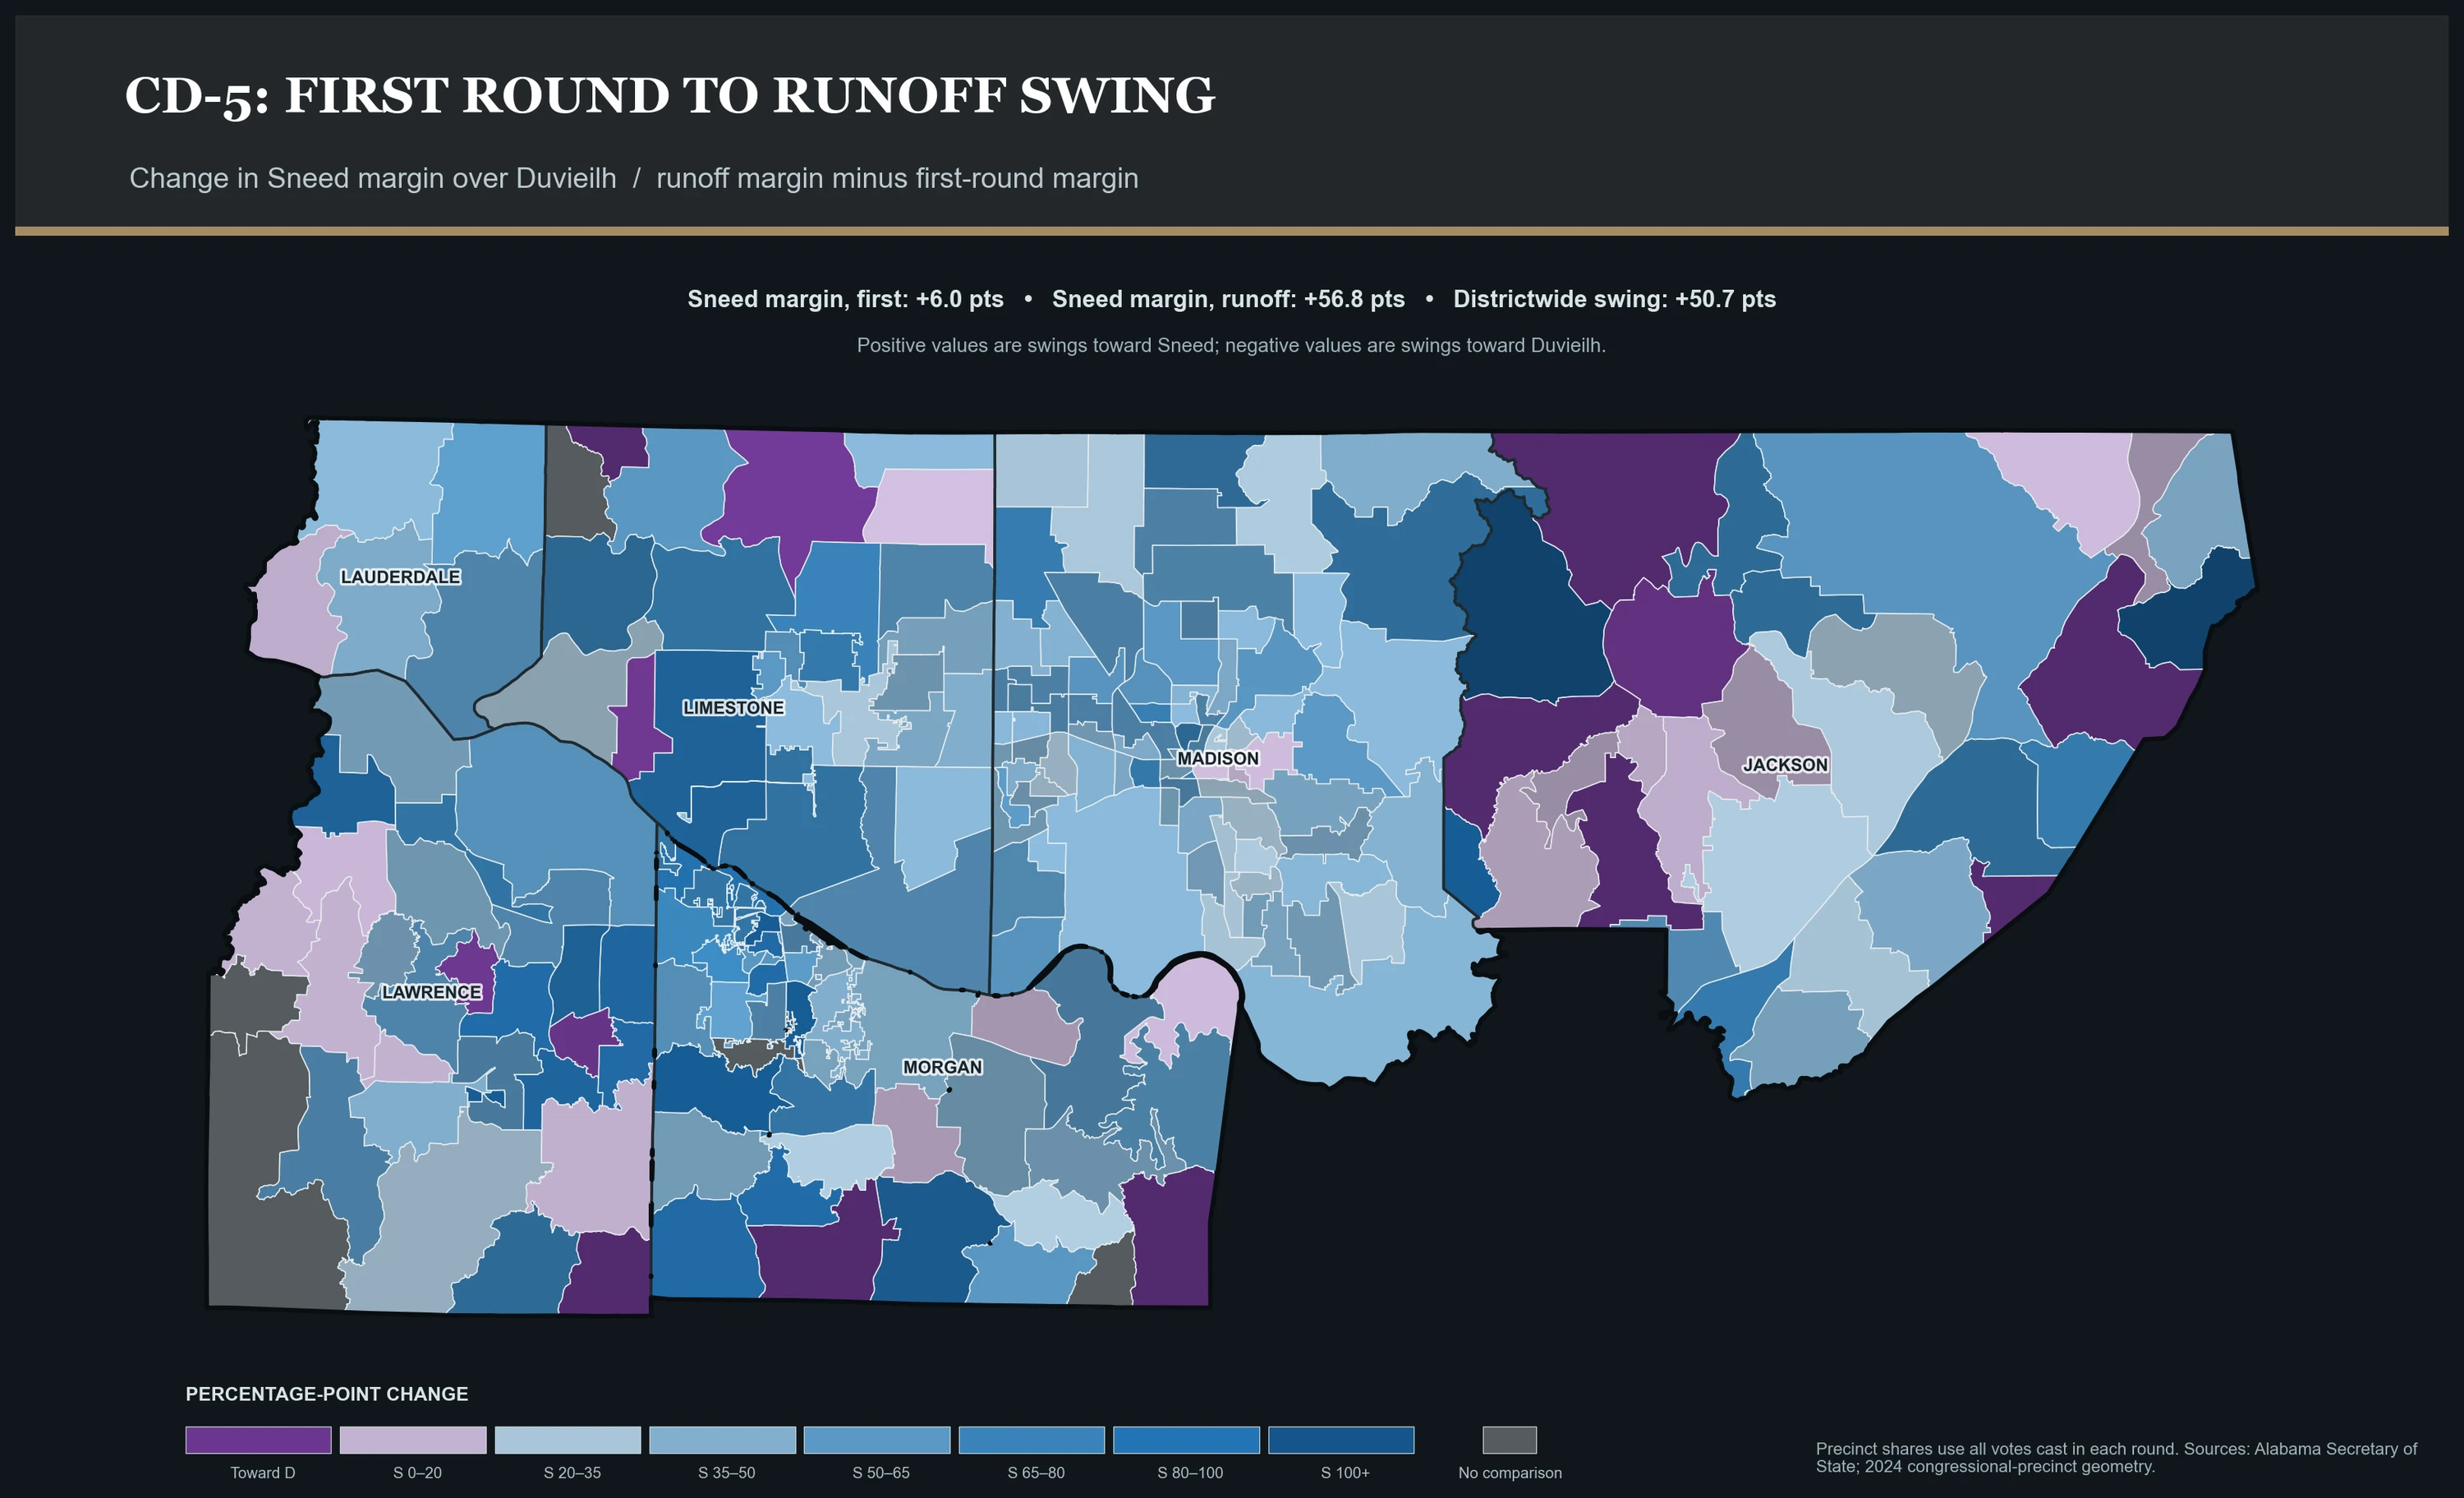 CD-5: FIRST ROUND TO RUNOFF SWING
Change in Sneed margin over Duvieilh / runoff margin minus first-round margin
Sneed margin, first: +6.0 pts • Sneed margin, runoff: +56.8 pts • Districtwide swing: +50.7 pts
Positive values are swings toward Sneed; negative values are swings toward Duvieilh.
LAUDERDALE
LIMESTONE
MADISON
JACKSON
LAWRENCE
MORGAN
PERCENTAGE-POINT CHANGE
Toward D
S 0–20
S 20–35
S 35–50
S 50–65
S 65–80
S 80–100
S 100+
No comparison
Precinct shares use all votes cast in each round. Sources: Alabama Secretary of
State; 2024 congressional-precinct geometry.